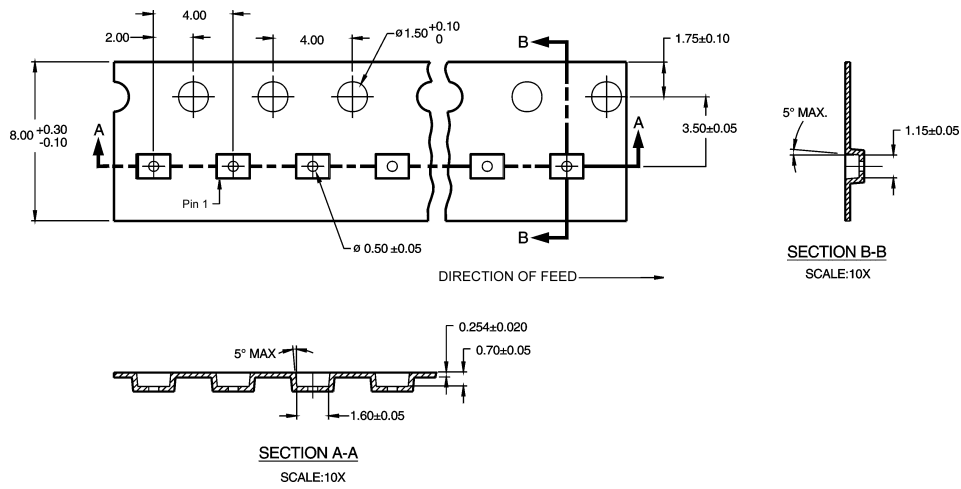 4.00
2.00
4.00
ø 1.50 +0.10
0
B
1.75±0.10
8.00 +0.30
-0.10
A
A
3.50±0.05
5° MAX.
1.15±0.05
Pin 1
ø 0.50 ±0.05
B
SECTION B-B
SCALE:10X
DIRECTION OF FEED
0.254±0.020
5° MAX
0.70±0.05
1.60±0.05
SECTION A-A
SCALE:10X